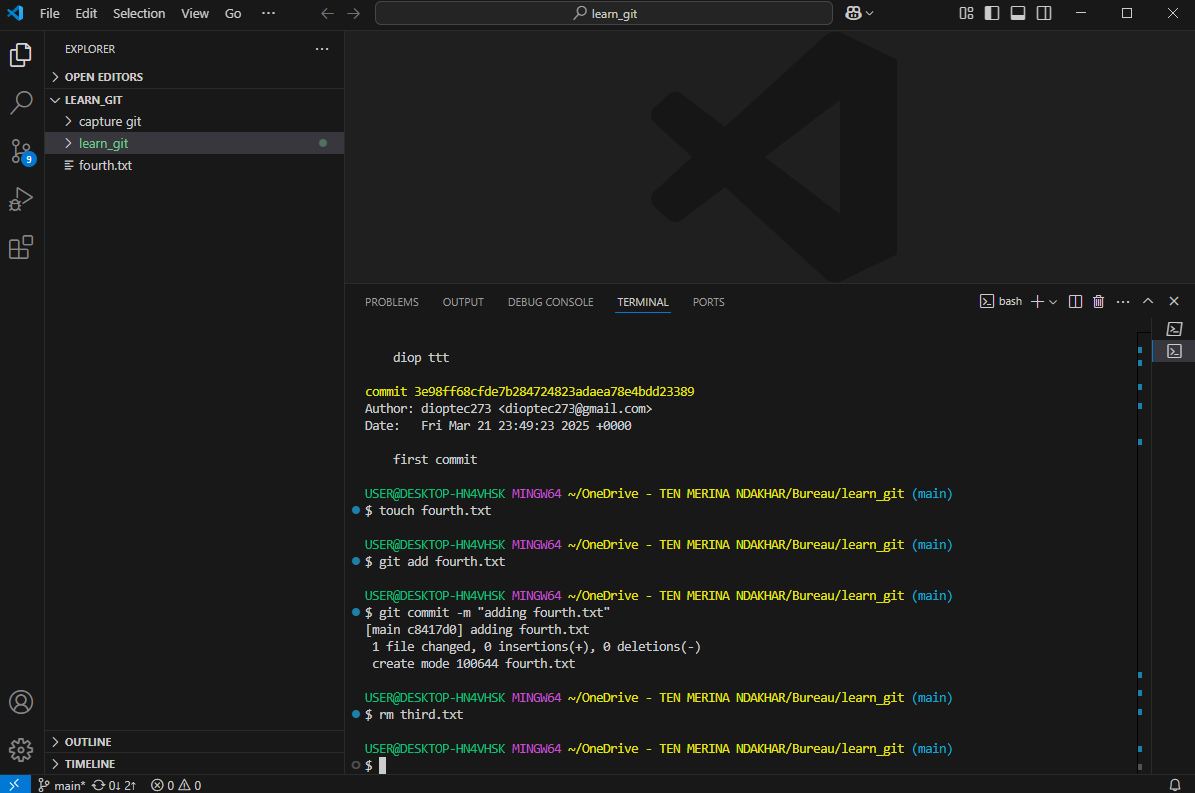 File Edit Selection View Go ··· learn_git
EXPLORER ···
OPEN EDITORS
LEARN_GIT
capture git
learn_git
fourth.txt
9
OUTLINE
TIMELINE
PROBLEMS OUTPUT DEBUG CONSOLE TERMINAL PORTS bash ···
diop ttt
commit 3e98ff68cfde7b284724823adaea78e4bdd23389
Author: dioptec273 <dioptec273@gmail.com>
Date:   Fri Mar 21 23:49:23 2025 +0000
first commit
USER@DESKTOP-HN4VHSK MINGW64 ~/OneDrive - TEN MERINA NDAKHAR/Bureau/learn_git (main)
$ touch fourth.txt
USER@DESKTOP-HN4VHSK MINGW64 ~/OneDrive - TEN MERINA NDAKHAR/Bureau/learn_git (main)
$ git add fourth.txt
USER@DESKTOP-HN4VHSK MINGW64 ~/OneDrive - TEN MERINA NDAKHAR/Bureau/learn_git (main)
$ git commit -m "adding fourth.txt"
[main c8417d0] adding fourth.txt
1 file changed, 0 insertions(+), 0 deletions(-)
create mode 100644 fourth.txt
USER@DESKTOP-HN4VHSK MINGW64 ~/OneDrive - TEN MERINA NDAKHAR/Bureau/learn_git (main)
$ rm third.txt
USER@DESKTOP-HN4VHSK MINGW64 ~/OneDrive - TEN MERINA NDAKHAR/Bureau/learn_git (main)
$
main* 0↓ 2↑ 0 0